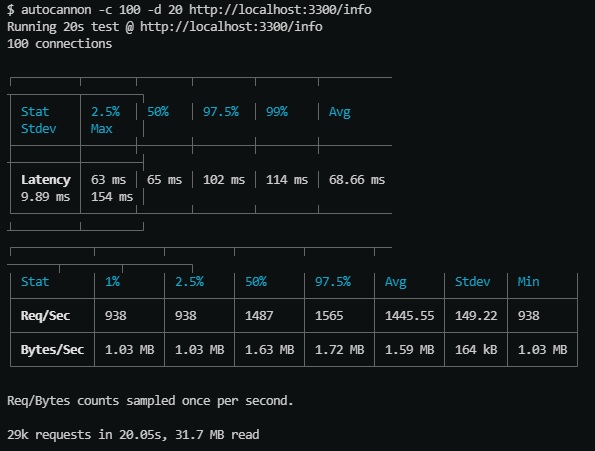 $ autocannon -c 100 -d 20 http://localhost:3300/info
Running 20s test @ http://localhost:3300/info
100 connections
Stat 2.5% 50% 97.5% 99% Avg
Stdev Max
Latency 63 ms 65 ms 102 ms 114 ms 68.66 ms
9.89 ms 154 ms
Stat 1% 2.5% 50% 97.5% Avg Stdev Min
Req/Sec 938 938 1487 1565 1445.55 149.22 938
Bytes/Sec 1.03 MB 1.03 MB 1.63 MB 1.72 MB 1.59 MB 164 kB 1.03 MB
Req/Bytes counts sampled once per second.
29k requests in 20.05s, 31.7 MB read